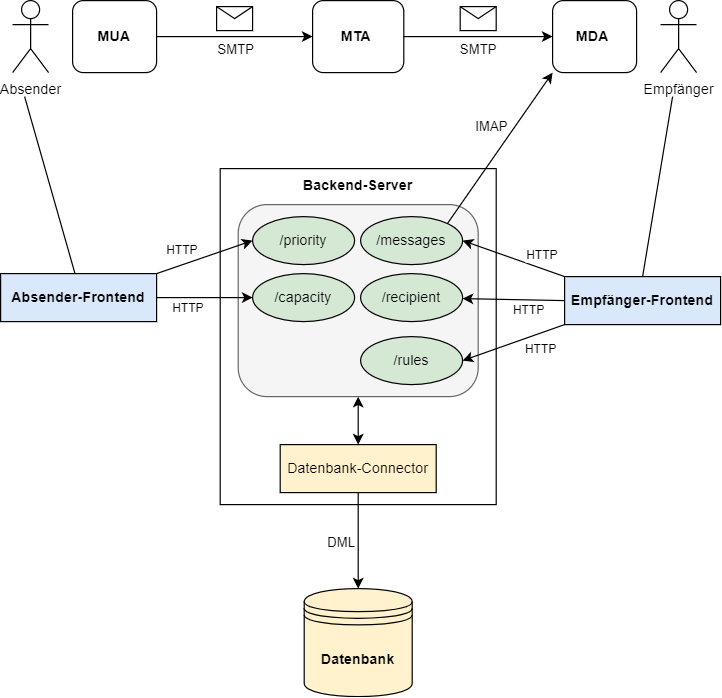 MUA
SMTP
MTA
SMTP
MDA
Absender
Empfänger
IMAP
Backend-Server
/priority
/messages
HTTP
HTTP
Absender-Frontend
/capacity
/recipient
Empfänger-Frontend
HTTP
HTTP
/rules
HTTP
Datenbank-Connector
DML
Datenbank